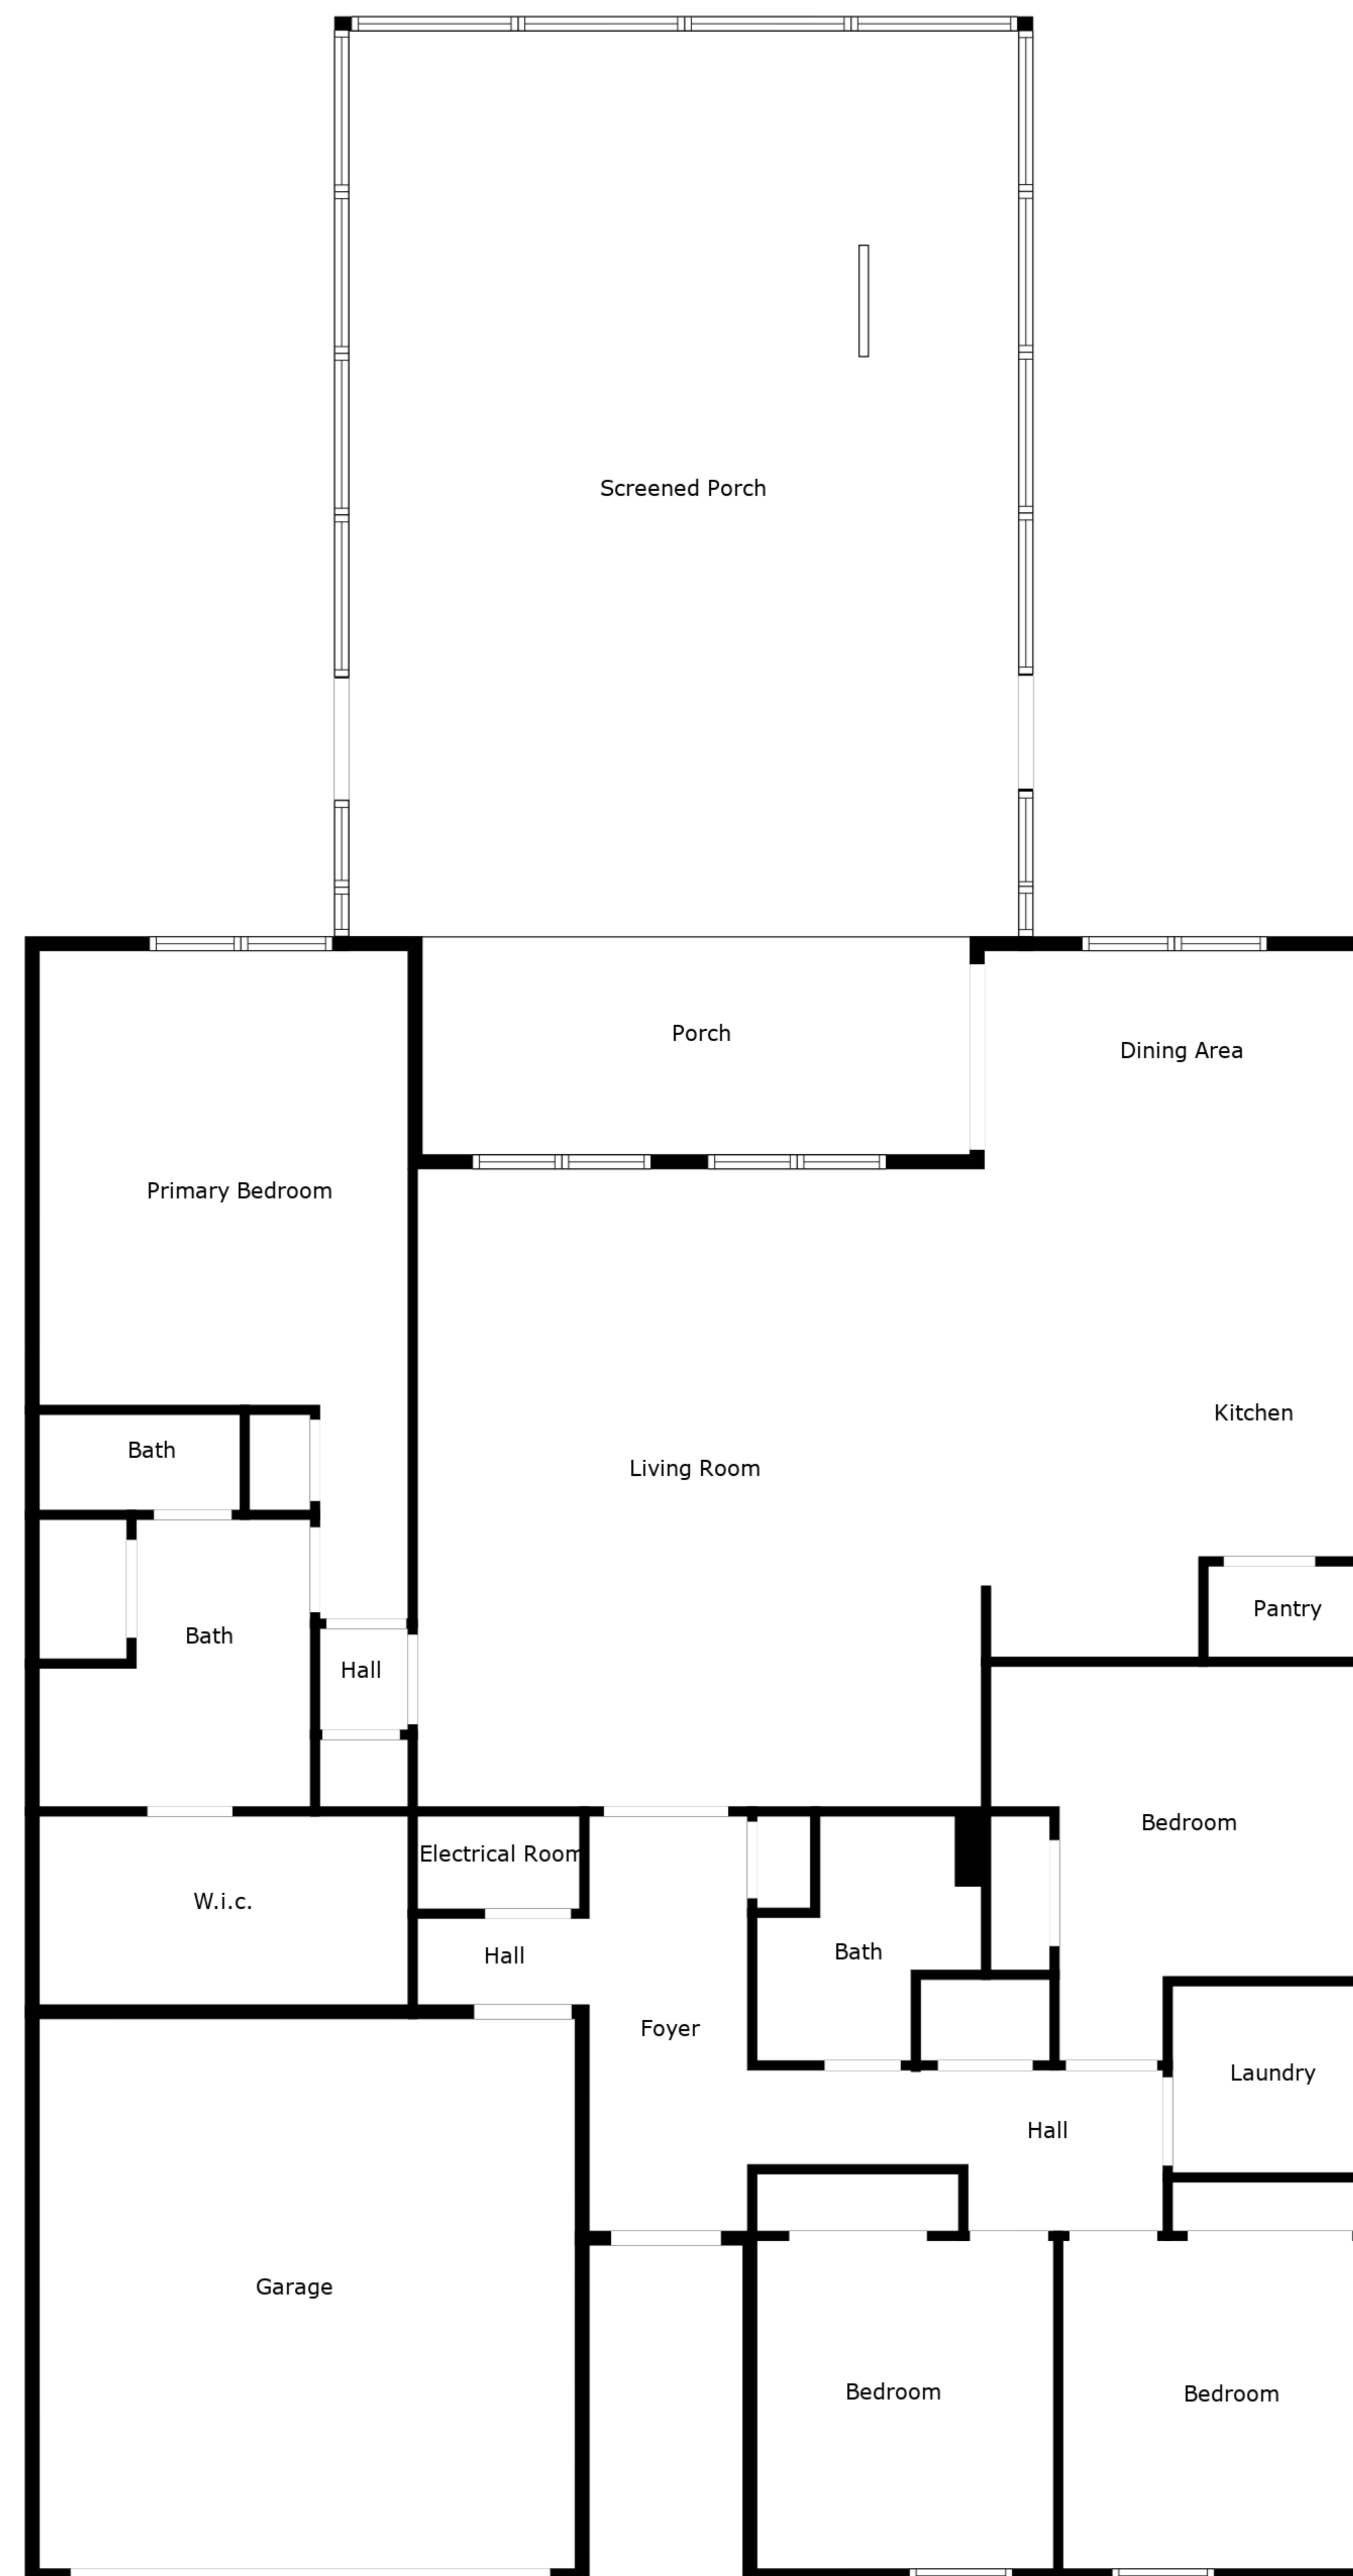 Screened Porch
Porch
Dining Area
Primary Bedroom
Kitchen
Bath
Living Room
Pantry
Bath
Hall
Bedroom
Electrical Room
W.i.c.
Bath
Hall
Foyer
Laundry
Hall
Garage
Bedroom
Bedroom